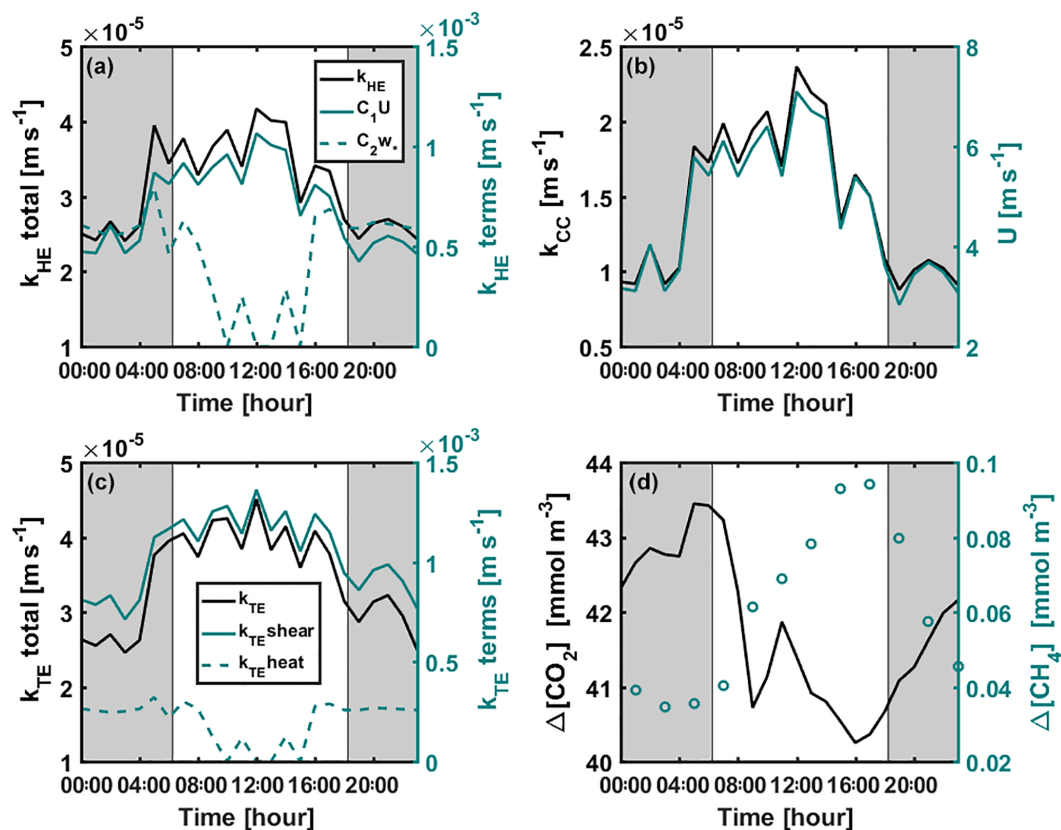 ×10⁻⁵
×10⁻³
(a)
k_HE
C₁U
C₂w*
5
4
3
2
1
1.5
1
0.5
0
k_HE total [m s⁻¹]
k_HE terms [m s⁻¹]
00:00 04:00 08:00 12:00 16:00 20:00
Time [hour]
×10⁻⁵
(b)
2.5
2
1.5
1
0.5
8
6
4
2
k_CC [m s⁻¹]
U [m s⁻¹]
00:00 04:00 08:00 12:00 16:00 20:00
Time [hour]
×10⁻⁵
×10⁻³
(c)
k_TE
k_TE shear
k_TE heat
5
4
3
2
1
1.5
1
0.5
0
k_TE total [m s⁻¹]
k_TE terms [m s⁻¹]
00:00 04:00 08:00 12:00 16:00 20:00
Time [hour]
(d)
44
43
42
41
40
0.1
0.08
0.06
0.04
0.02
Δ[CO₂] [mmol m⁻³]
Δ[CH₄] [mmol m⁻³]
00:00 04:00 08:00 12:00 16:00 20:00
Time [hour]